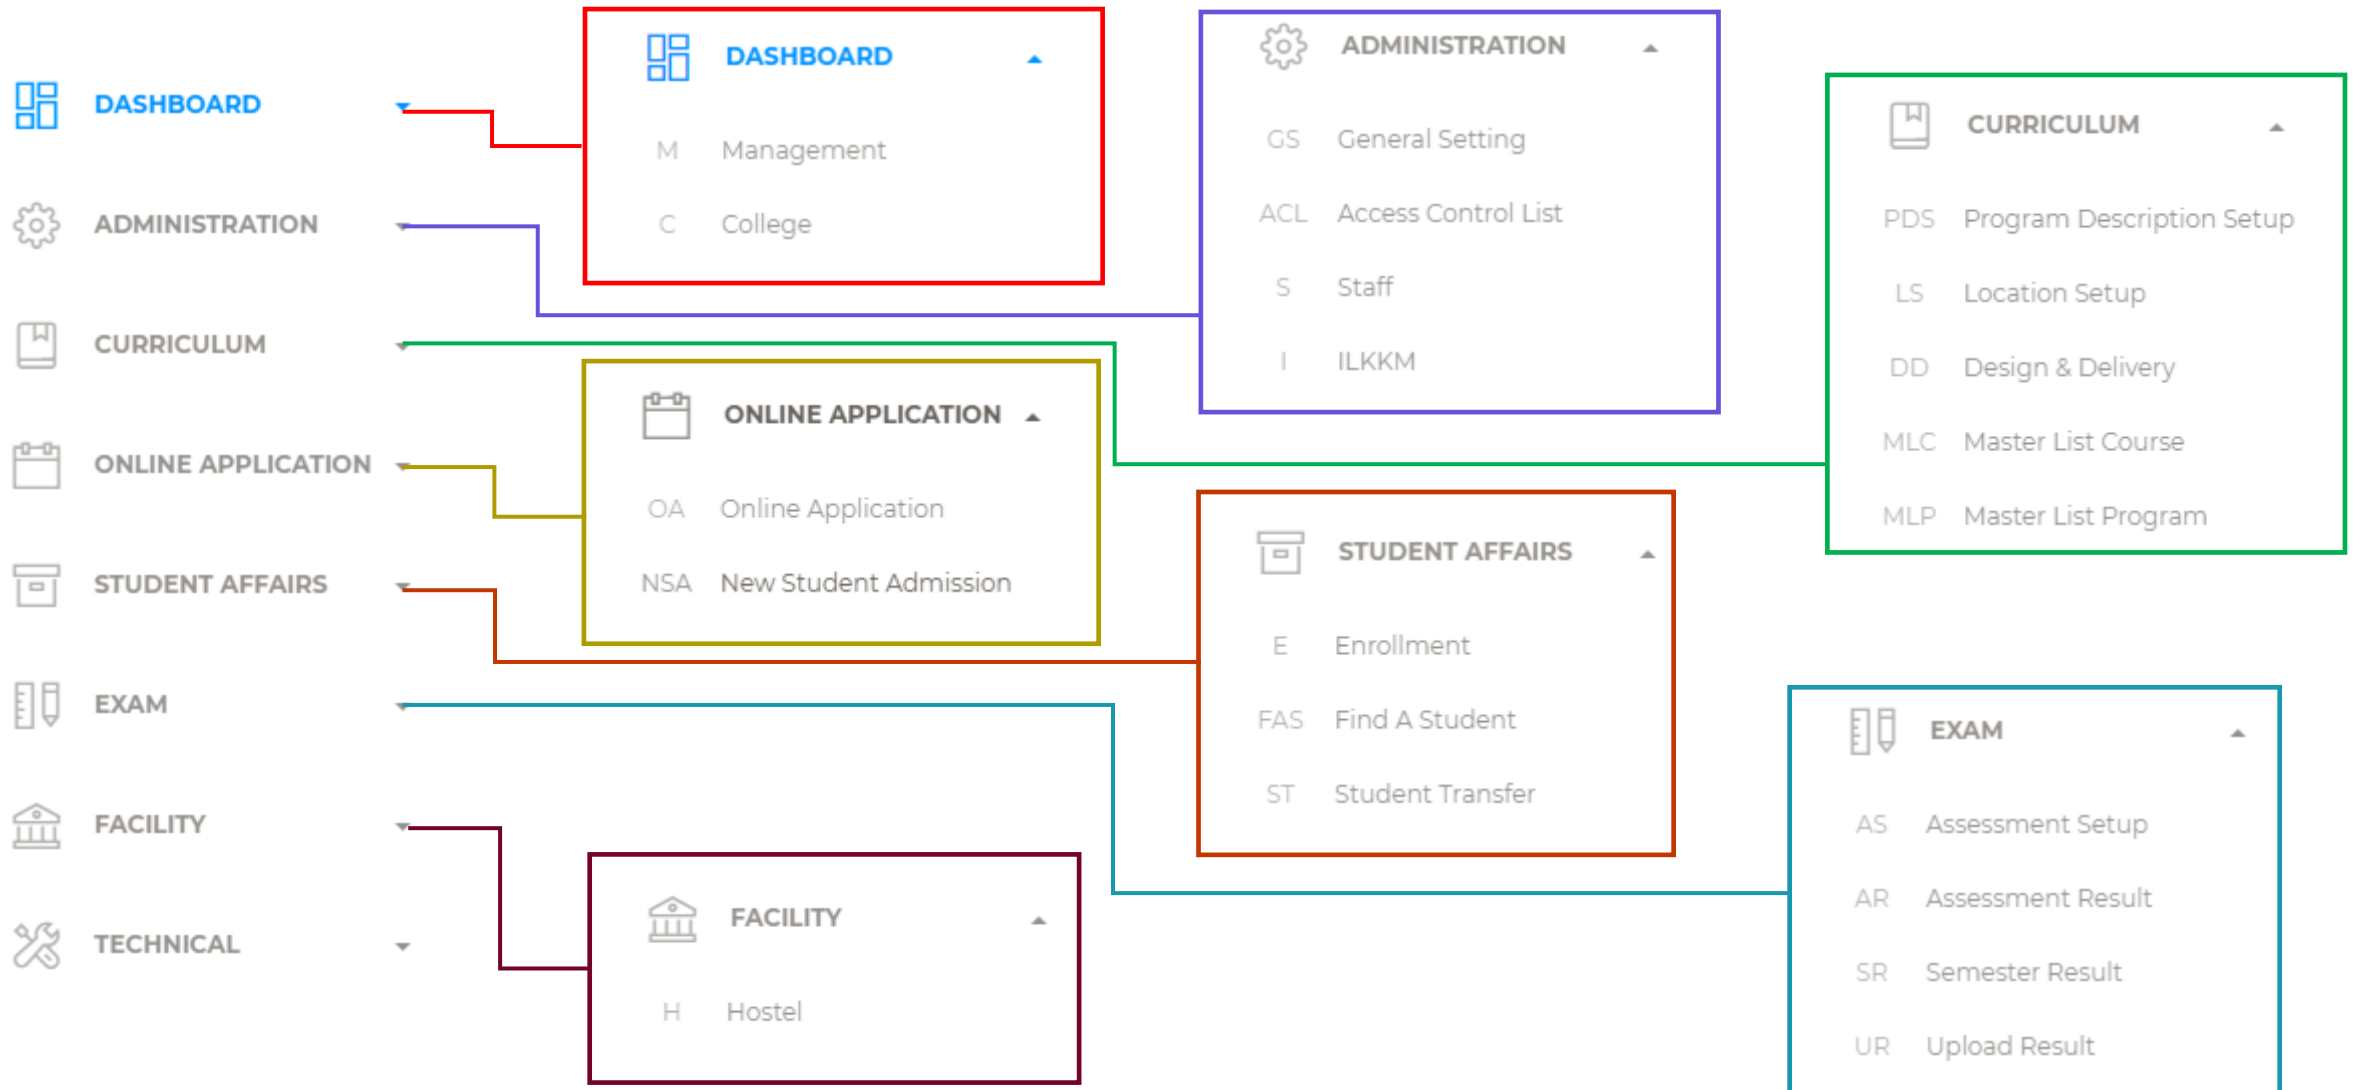 DASHBOARD
ADMINISTRATION
CURRICULUM
ONLINE APPLICATION
STUDENT AFFAIRS
EXAM
FACILITY
TECHNICAL
DASHBOARD
M Management
C College
ONLINE APPLICATION
OA Online Application
NSA New Student Admission
FACILITY
H Hostel
ADMINISTRATION
GS General Setting
ACL Access Control List
S Staff
I ILKKM
STUDENT AFFAIRS
E Enrollment
FAS Find A Student
ST Student Transfer
CURRICULUM
PDS Program Description Setup
LS Location Setup
DD Design & Delivery
MLC Master List Course
MLP Master List Program
EXAM
AS Assessment Setup
AR Assessment Result
SR Semester Result
UR Upload Result